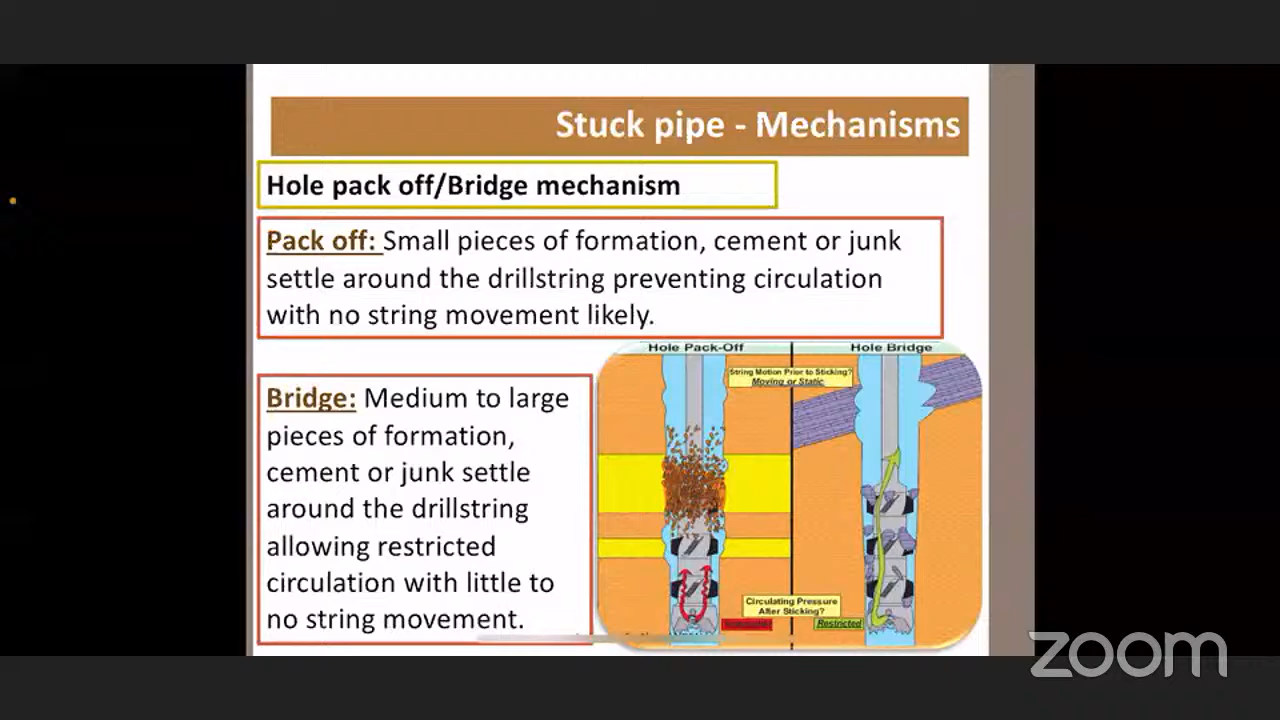 Stuck pipe - Mechanisms
Hole pack off/Bridge mechanism
Pack off: Small pieces of formation, cement or junk
settle around the drillstring preventing circulation
with no string movement likely.
Bridge: Medium to large
pieces of formation,
cement or junk settle
around the drillstring
allowing restricted
circulation with little to
no string movement.
Hole Pack-Off
Hole Bridge
String Motion Prior to Sticking?
Moving or Static
Circulating Pressure
After Sticking?
Restricted
zoom